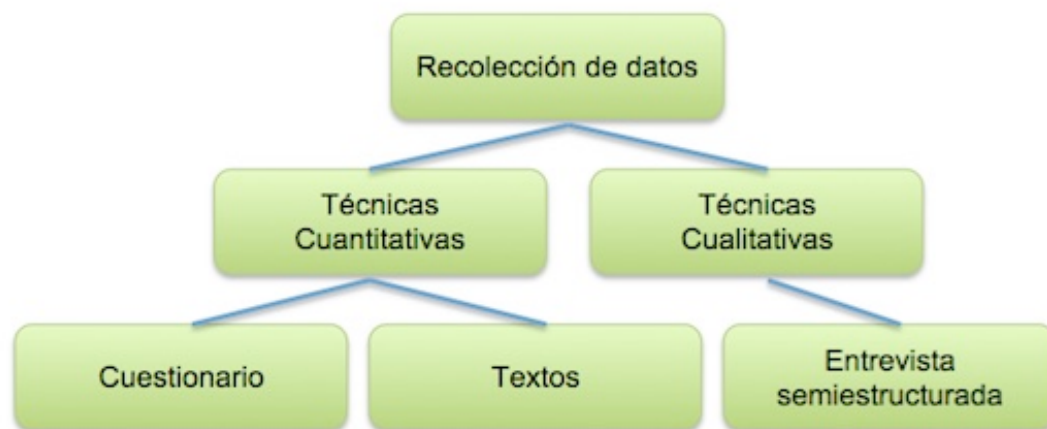 Recolección de datos
Técnicas
Cuantitativas
Técnicas
Cualitativas
Cuestionario
Textos
Entrevista
semiestructurada